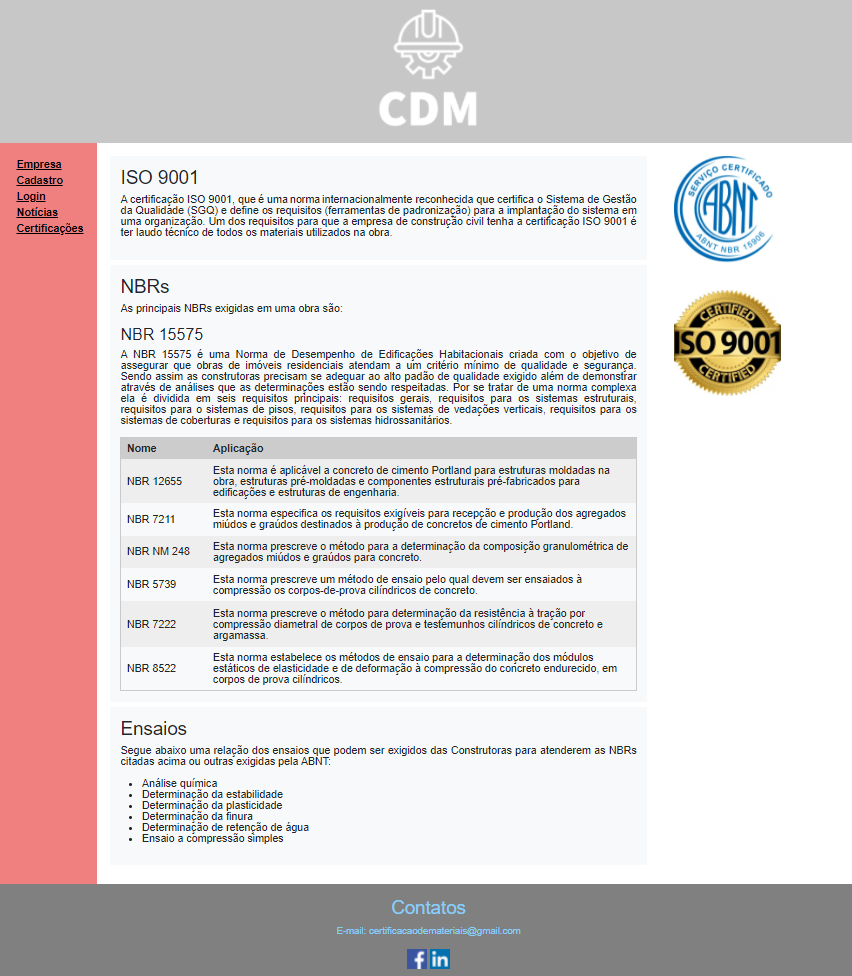 CDM
Empresa
Cadastro
Login
Notícias
Certificações
ISO 9001
A certificação ISO 9001, que é uma norma internacionalmente reconhecida que certifica o Sistema de Gestão
da Qualidade (SGQ) e define os requisitos (ferramentas de padronização) para a implantação do sistema em
uma organização. Um dos requisitos para que a empresa de construção civil tenha a certificação ISO 9001 é
ter laudo técnico de todos os materiais utilizados na obra.
NBRs
As principais NBRs exigidas em uma obra são:
NBR 15575
A NBR 15575 é uma Norma de Desempenho de Edificações Habitacionais criada com o objetivo de
assegurar que obras de imóveis residenciais atendam a um critério mínimo de qualidade e segurança.
Sendo assim as construtoras precisam se adequar ao alto padão de qualidade exigido além de demonstrar
através de análises que as determinações estão sendo respeitadas. Por se tratar de uma norma complexa
ela é dividida em seis requisitos principais: requisitos gerais, requisitos para os sistemas estruturais,
requisitos para o sistemas de pisos, requisitos para os sistemas de vedações verticais, requisitos para os
sistemas de coberturas e requisitos para os sistemas hidrossanitários.
Nome Aplicação
NBR 12655 Esta norma é aplicável a concreto de cimento Portland para estruturas moldadas na
obra, estruturas pré-moldadas e componentes estruturais pré-fabricados para
edificações e estruturas de engenharia.
NBR 7211 Esta norma especifica os requisitos exigíveis para recepção e produção dos agregados
miúdos e graúdos destinados à produção de concretos de cimento Portland.
NBR NM 248 Esta norma prescreve o método para a determinação da composição granulométrica de
agregados miúdos e graúdos para concreto.
NBR 5739 Esta norma prescreve um método de ensaio pelo qual devem ser ensaiados à
compressão os corpos-de-prova cilíndricos de concreto.
NBR 7222 Esta norma prescreve o método para determinação da resistência à tração por
compressão diametral de corpos de prova e testemunhos cilíndricos de concreto e
argamassa.
NBR 8522 Esta norma estabelece os métodos de ensaio para a determinação dos módulos
estáticos de elasticidade e de deformação à compressão do concreto endurecido, em
corpos de prova cilíndricos.
Ensaios
Segue abaixo uma relação dos ensaios que podem ser exigidos das Construtoras para atenderem as NBRs
citadas acima ou outras exigidas pela ABNT:
• Análise química
• Determinação da estabilidade
• Determinação da plasticidade
• Determinação da finura
• Determinação de retenção de água
• Ensaio a compressão simples
SERVIÇO CERTIFICADO
ABNT
ABNT NBR 15906
CERTIFIED
ISO 9001
CERTIFIED
Contatos
E-mail: certificacaodemateriais@gmail.com
f in